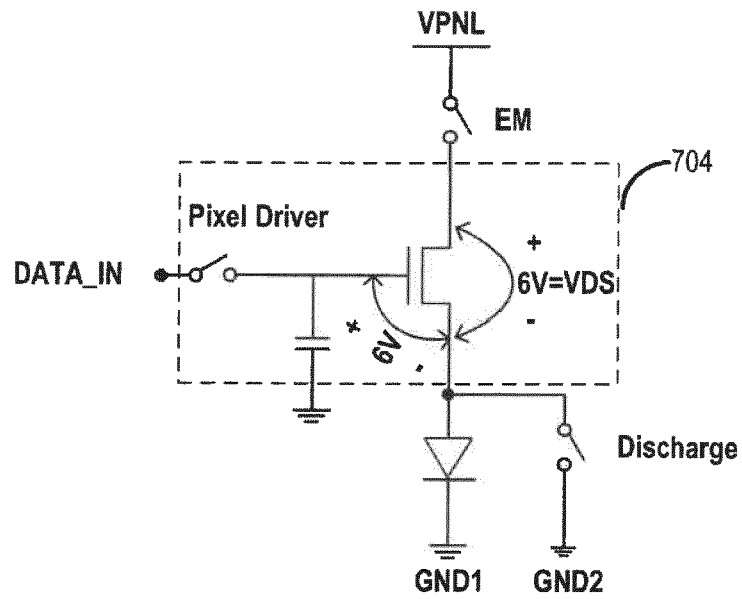 VPNL
EM
704
Pixel Driver
DATA_IN
+
6V=VDS
-
+
6V
-
Discharge
GND1
GND2